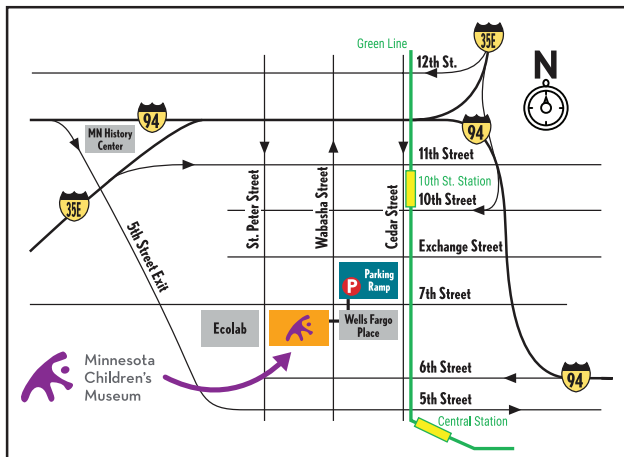 Green Line
35E
12th St.
N
94
MN History
Center
94
11th Street
10th St. Station
35E
10th Street
St. Peter Street
Wabasha Street
Cedar Street
5th Street Exit
Exchange Street
P
Parking
Ramp
7th Street
Ecolab
Wells Fargo
Place
Minnesota
Children's
Museum
6th Street
94
5th Street
Central Station